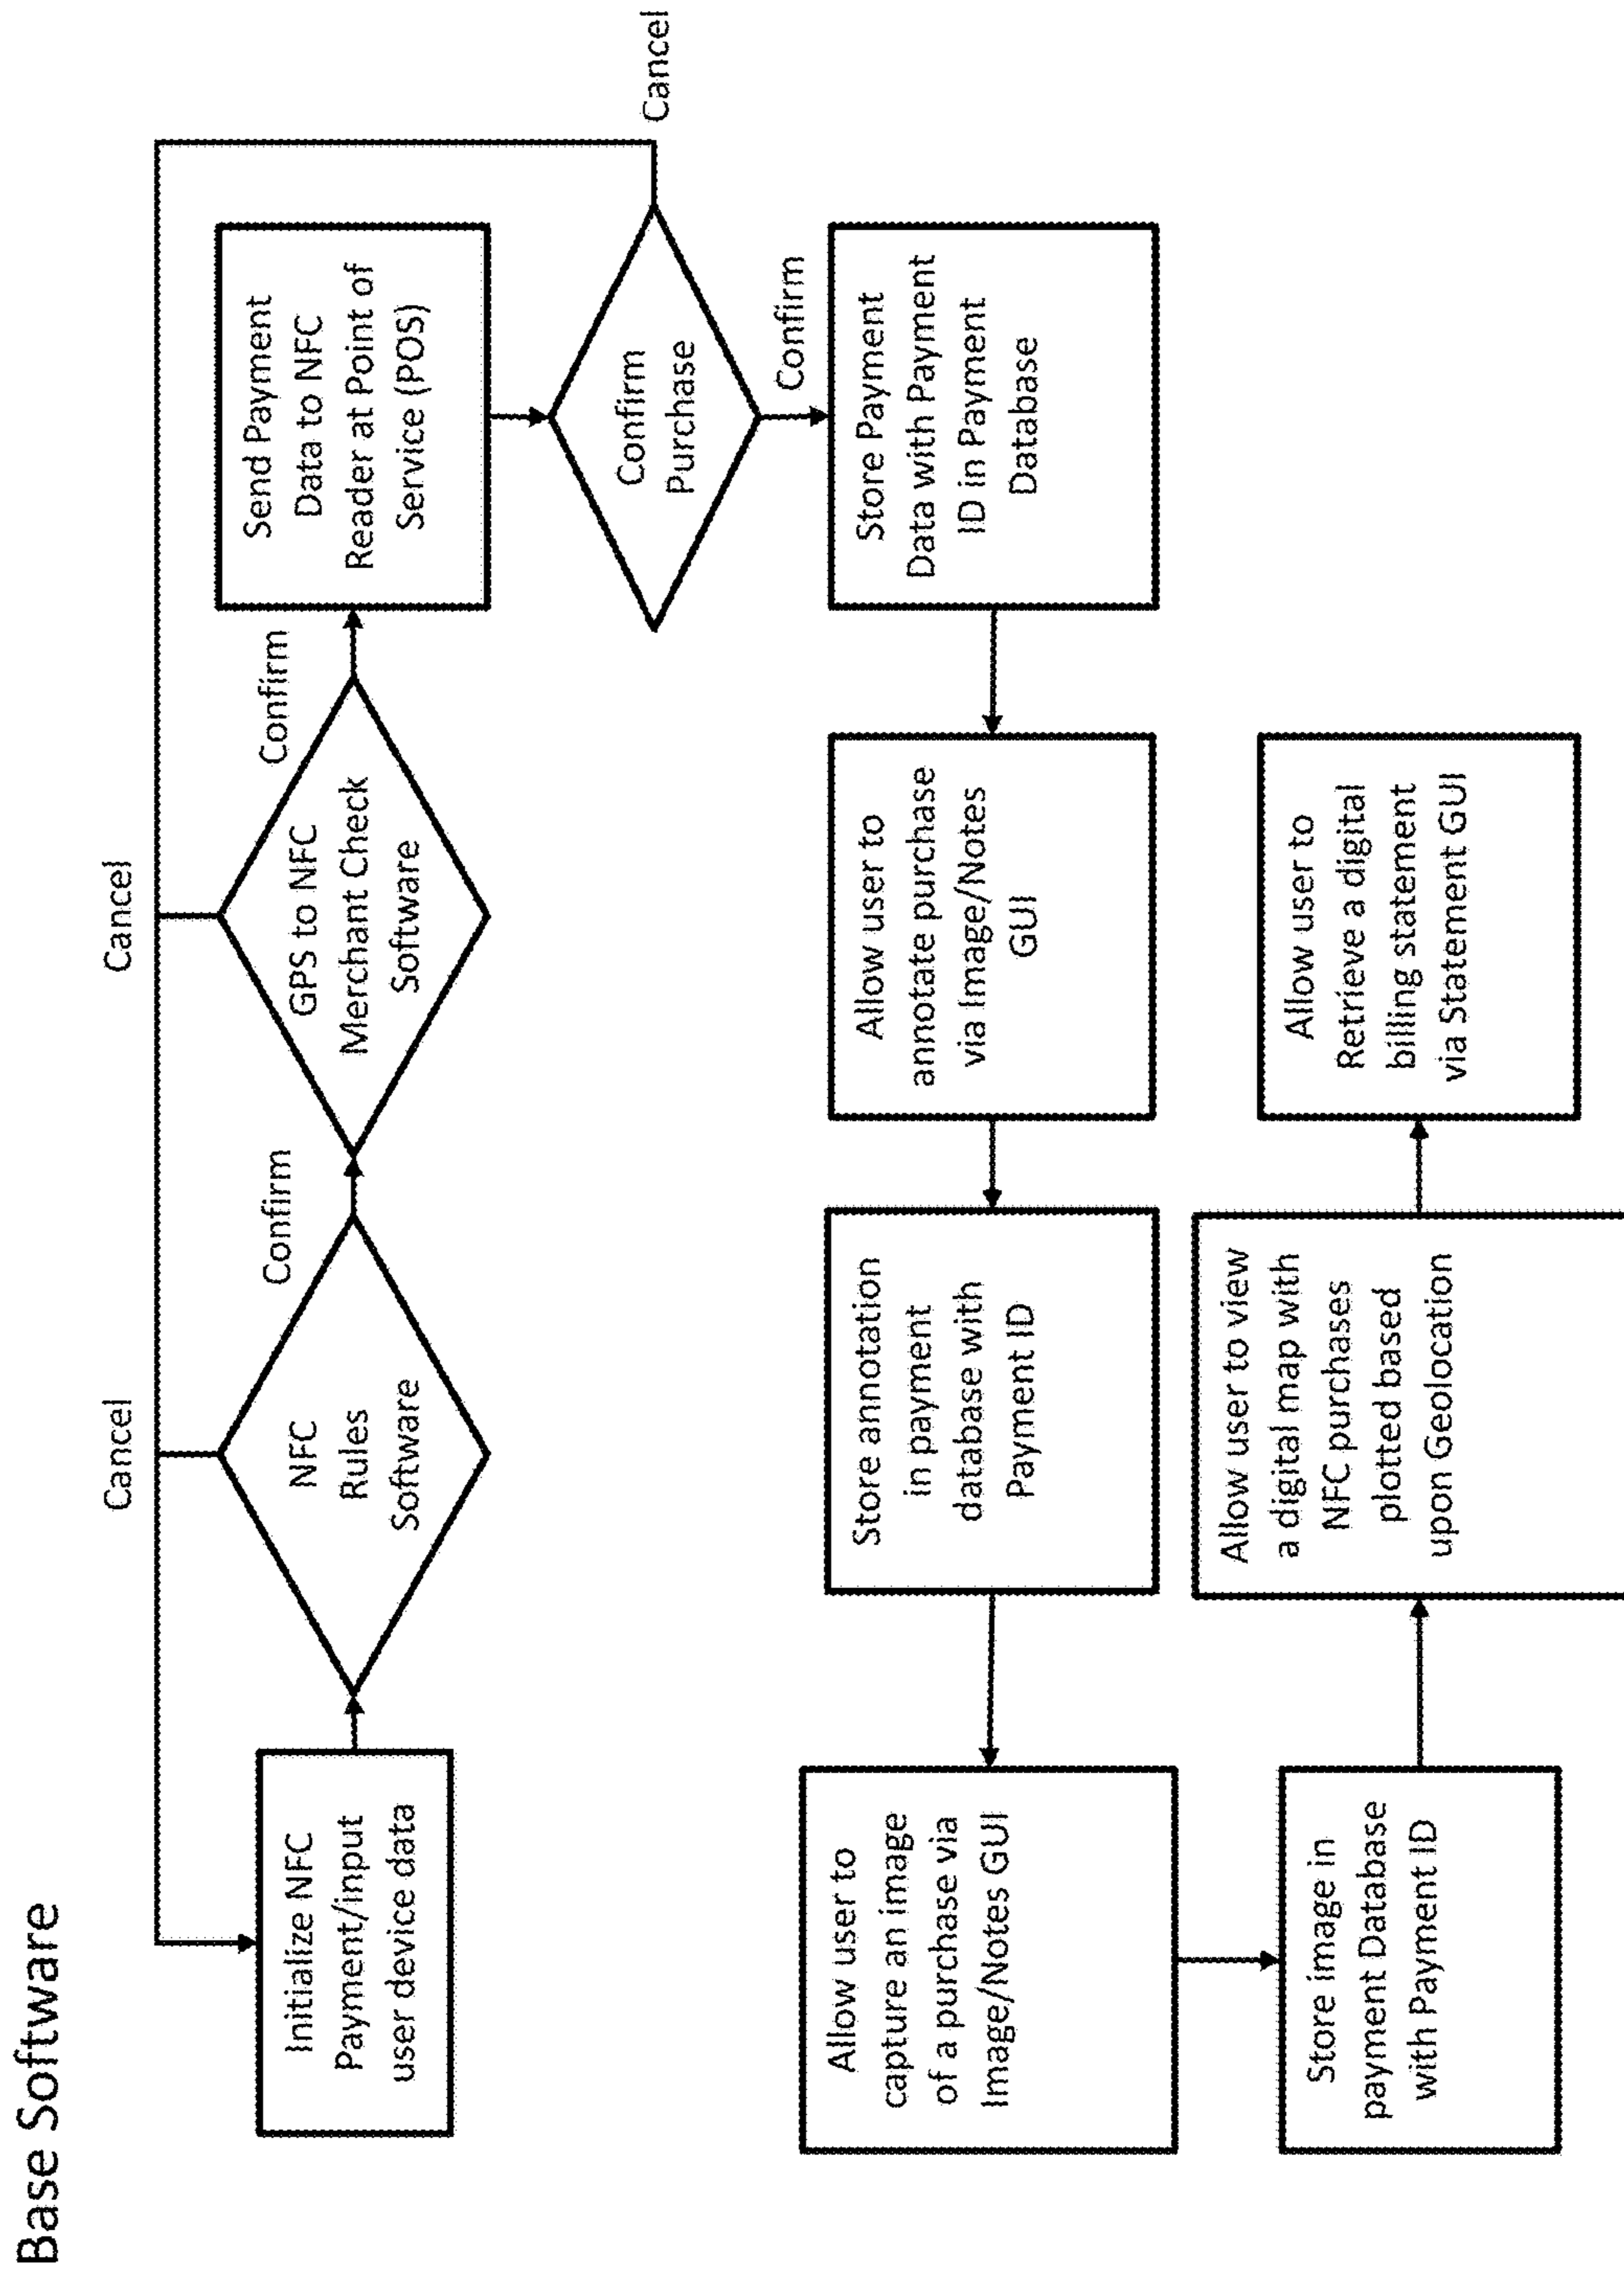 Base Software
Cancel
Cancel
Initialize NFC
Payment/input
user device data
NFC
Rules
Software
Confirm
GPS to NFC
Merchant Check
Software
Confirm
Send Payment
Data to NFC
Reader at Point of
Service (POS)
Confirm
Purchase
Cancel
Confirm
Store Payment
Data with Payment
ID in Payment
Database
Allow user to
annotate purchase
via Image/Notes
GUI
Store annotation
in payment
database with
Payment ID
Allow user to
capture an image
of a purchase via
Image/Notes GUI
Store image in
payment Database
with Payment ID
Allow user to view
a digital map with
NFC purchases
plotted based
upon Geolocation
Allow user to
Retrieve a digital
billing statement
via Statement GUI